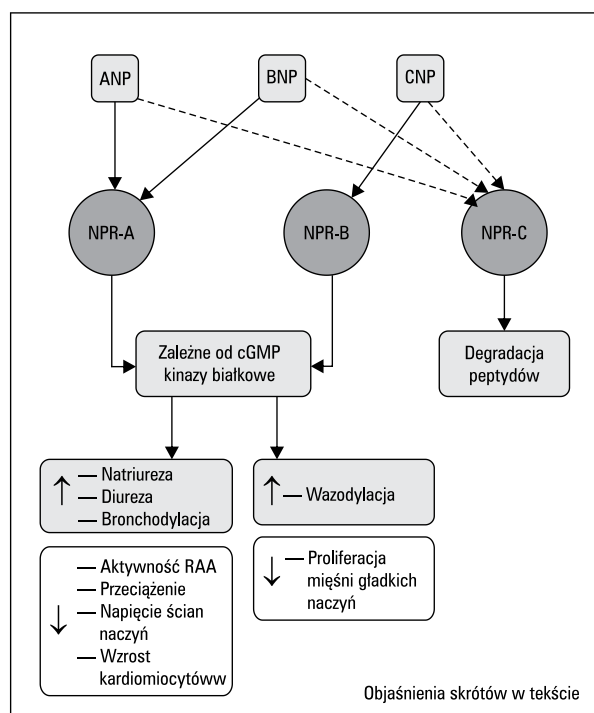 ANP
BNP
CNP
NPR-A
NPR-B
NPR-C
Zależne od cGMP
kinazy białkowe
Degradacja
peptydów
↑ — Natriureza
— Diureza
— Bronchodylacja
↑ — Wazodylacja
↓ — Aktywność RAA
— Przeciążenie
— Napięcie ścian
naczyń
— Wzrost
kardiomiocytóww
↓ — Proliferacja
mięśni gładkich
naczyń
Objaśnienia skrótów w tekście